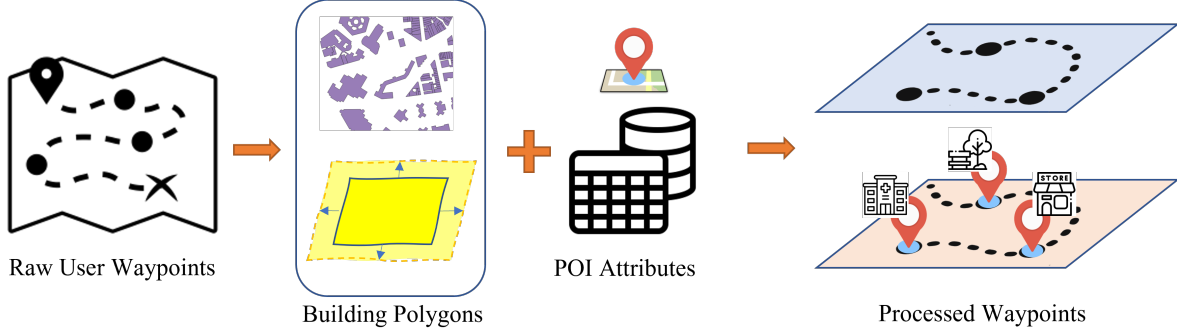 STORE
Raw User Waypoints
POI Attributes
Building Polygons
Processed Waypoints